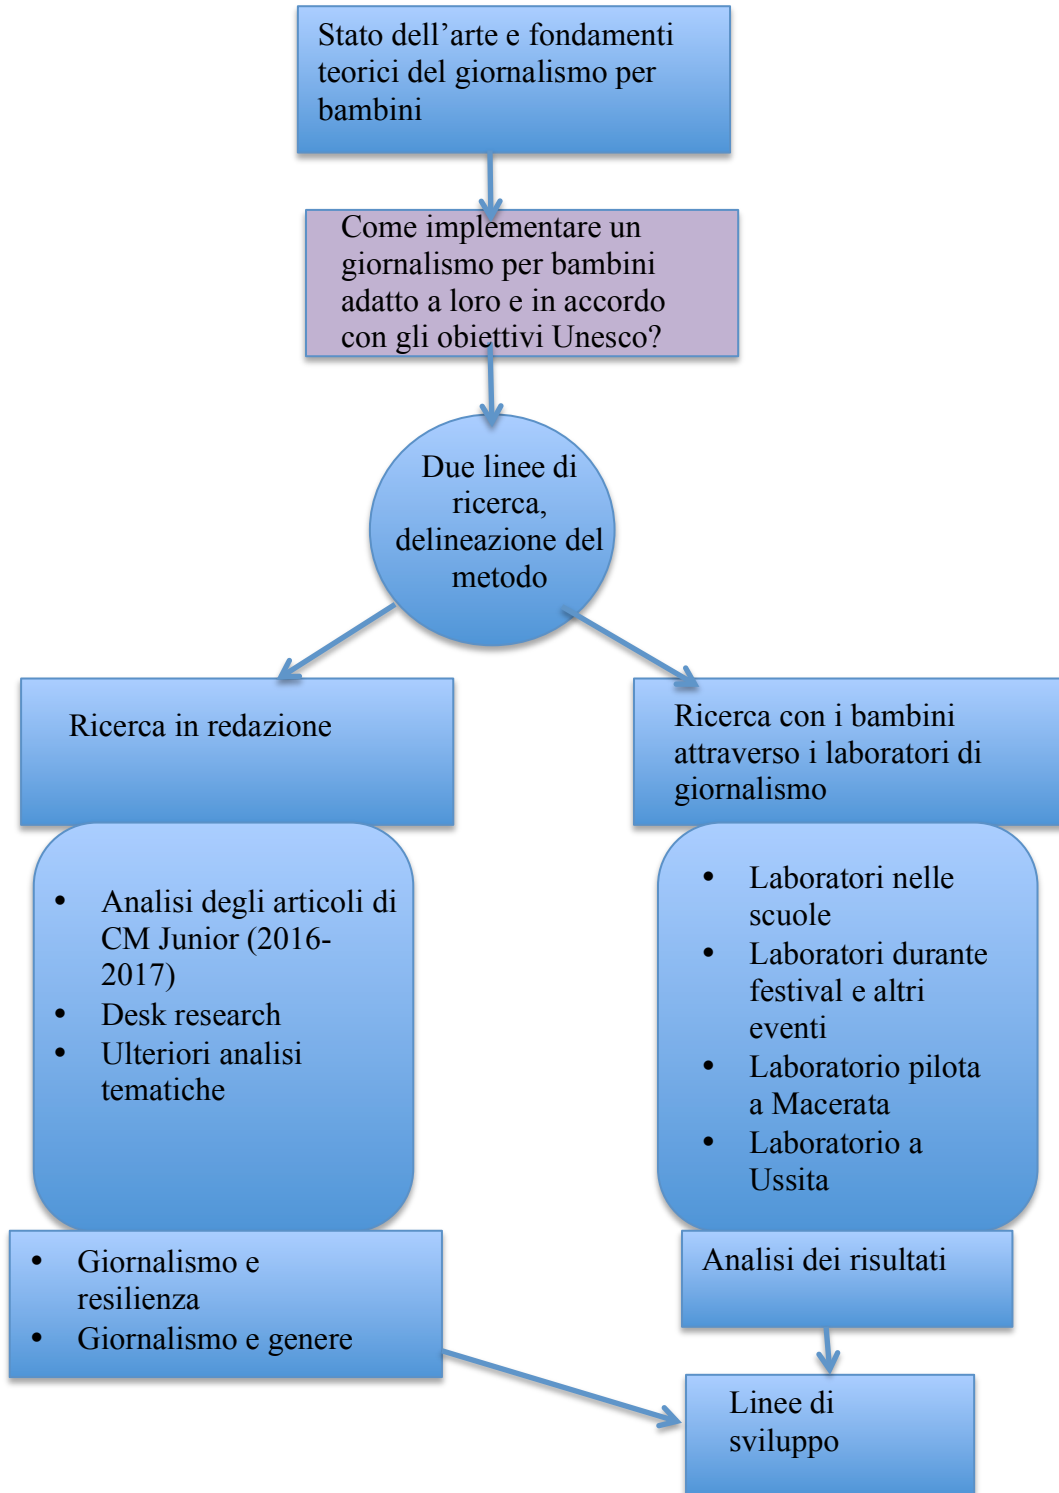 Stato dell’arte e fondamenti
teorici del giornalismo per
bambini
Come implementare un
giornalismo per bambini
adatto a loro e in accordo
con gli obiettivi Unesco?
Due linee di
ricerca,
delineazione del
metodo
Ricerca in redazione
Ricerca con i bambini
attraverso i laboratori di
giornalismo
• Analisi degli articoli di
CM Junior (2016-
2017)
• Desk research
• Ulteriori analisi
tematiche
• Laboratori nelle
scuole
• Laboratori durante
festival e altri
eventi
• Laboratorio pilota
a Macerata
• Laboratorio a
Ussita
• Giornalismo e
resilienza
• Giornalismo e genere
Analisi dei risultati
Linee di
sviluppo